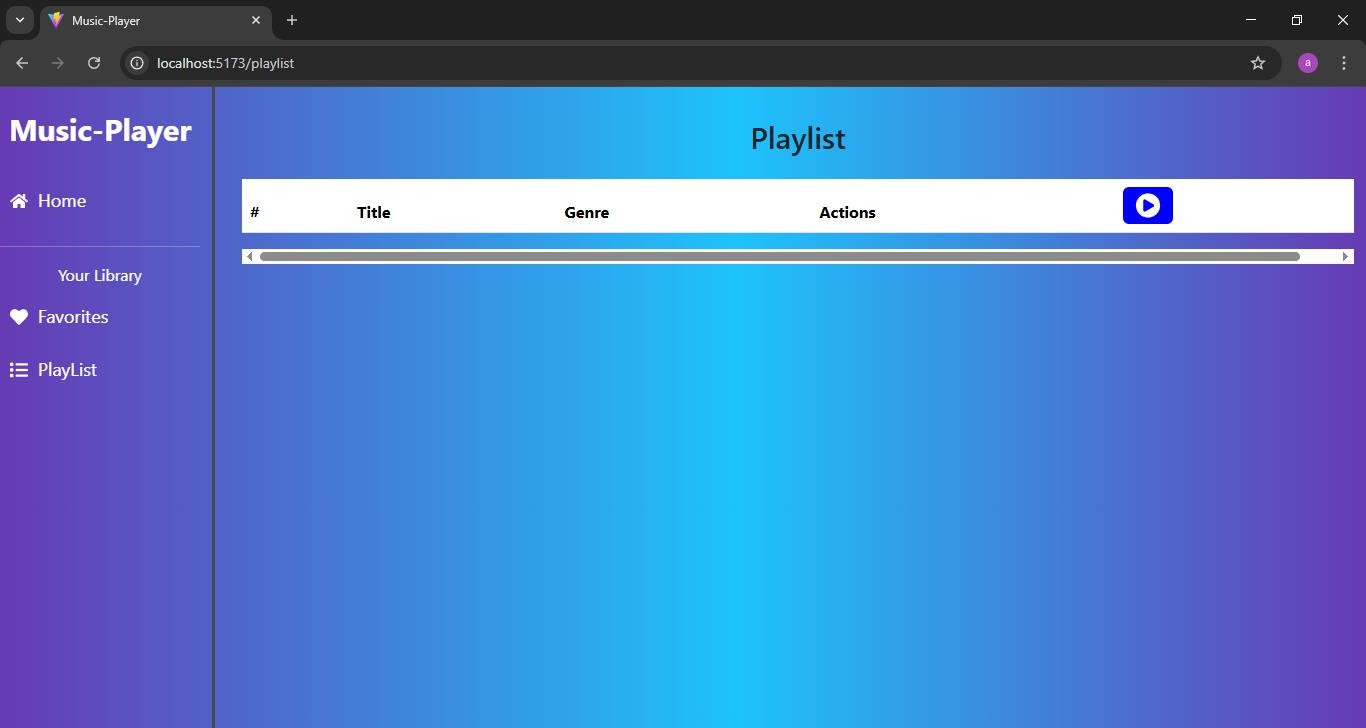 Music-Player
localhost:5173/playlist
a
Music-Player
Home
Your Library
Favorites
PlayList
Playlist
# Title Genre Actions